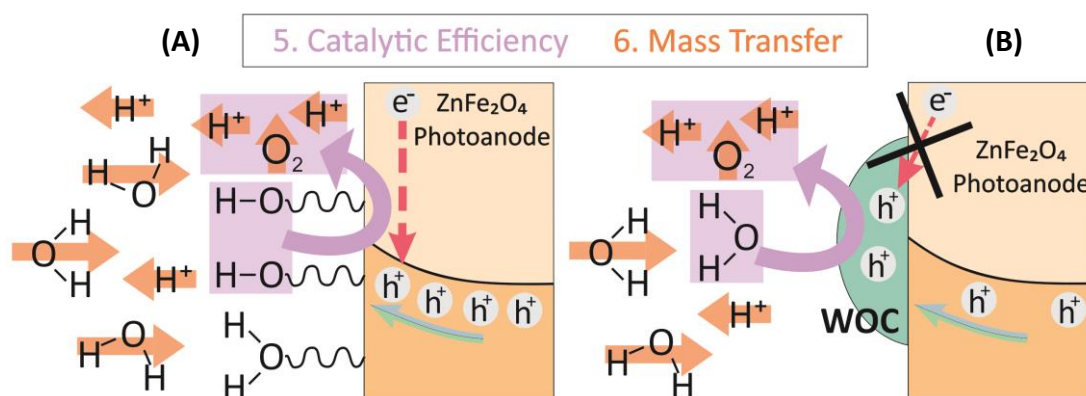 (A)
5. Catalytic Efficiency 6. Mass Transfer
(B)
H⁺
H⁺
H⁺
O₂
e⁻
ZnFe₂O₄
Photoanode
H
H O
H–O
H
O
H
H⁺
H–O
h⁺ h⁺ h⁺ h⁺
H O
H
H
O
H
H⁺
H⁺
O₂
e⁻
ZnFe₂O₄
Photoanode
H
O
H
H
O
H
h⁺
h⁺
H⁺
WOC
h⁺ h⁺
H O
H